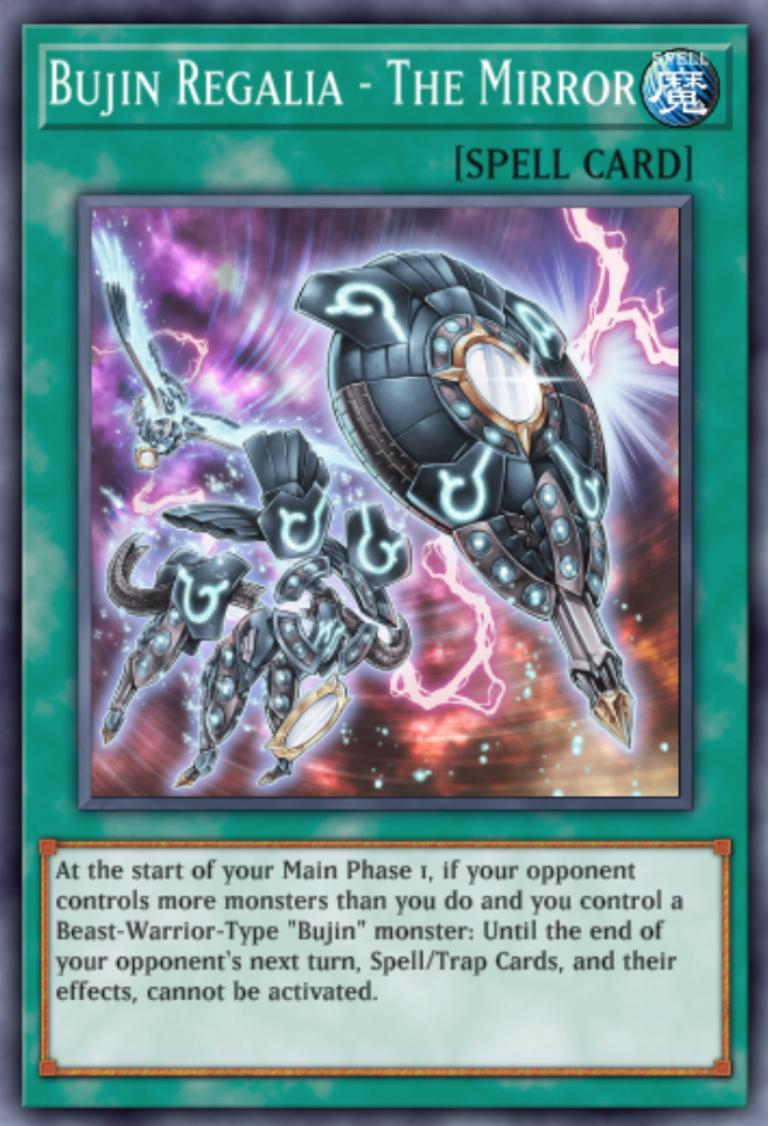 Bujin Regalia - The Mirror
SPELL
魔
[SPELL CARD]
At the start of your Main Phase 1, if your opponent
controls more monsters than you do and you control a
Beast-Warrior-Type "Bujin" monster: Until the end of
your opponent's next turn, Spell/Trap Cards, and their
effects, cannot be activated.